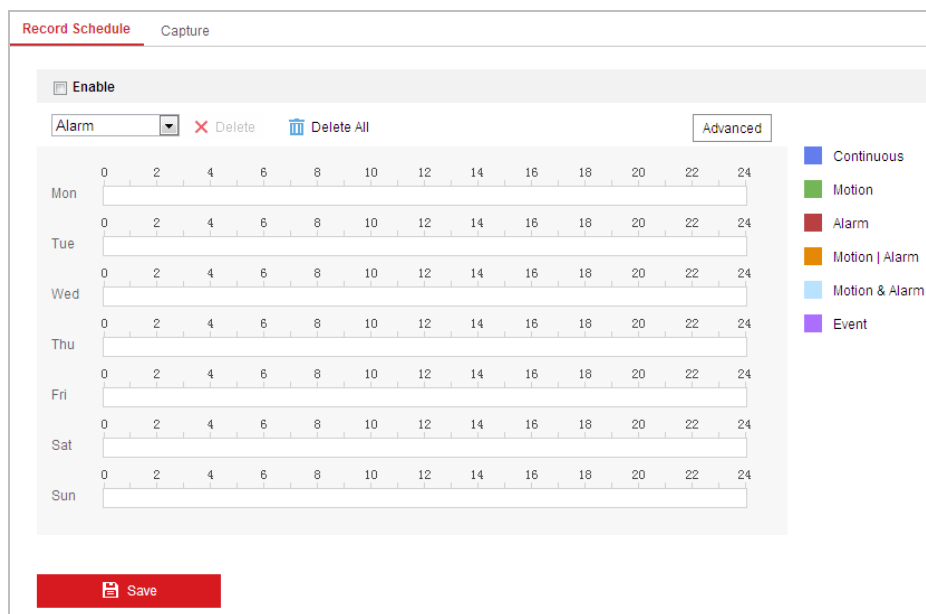 Record Schedule Capture
Enable
Alarm Delete Delete All Advanced
0 2 4 6 8 10 12 14 16 18 20 22 24
Mon
0 2 4 6 8 10 12 14 16 18 20 22 24
Tue
0 2 4 6 8 10 12 14 16 18 20 22 24
Wed
0 2 4 6 8 10 12 14 16 18 20 22 24
Thu
0 2 4 6 8 10 12 14 16 18 20 22 24
Fri
0 2 4 6 8 10 12 14 16 18 20 22 24
Sat
0 2 4 6 8 10 12 14 16 18 20 22 24
Sun
Continuous
Motion
Alarm
Motion | Alarm
Motion & Alarm
Event
Save